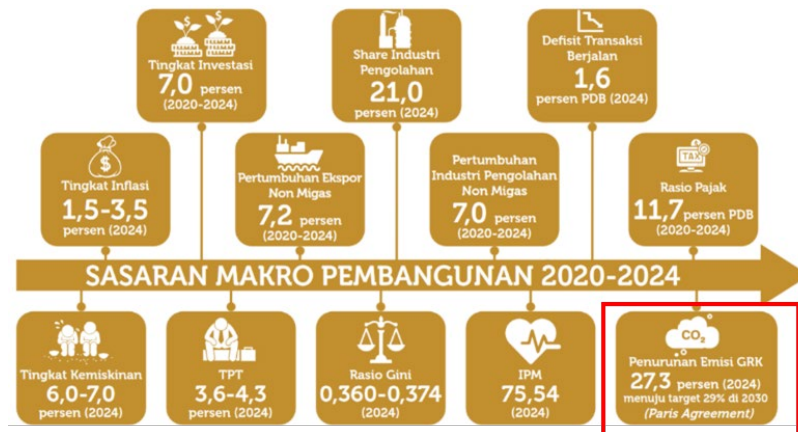 Tingkat Investasi
7,0 persen
(2020-2024)
Share Industri
Pengolahan
21,0
persen (2024)
Defisit Transaksi
Berjalan
1,6
persen PDB (2024)
$
Tingkat Inflasi
1,5-3,5
persen (2024)
Pertumbuhan Ekspor
Non Migas
7,2 persen
(2020-2024)
Pertumbuhan
Industri Pengolahan
Non Migas
7,0 persen
(2020-2024)
TAX
Rasio Pajak
11,7 persen PDB
(2020-2024)
SASARAN MAKRO PEMBANGUNAN 2020-2024
Tingkat Kemiskinan
6,0-7,0
persen (2024)
TPT
3,6-4,3
persen (2024)
Rasio Gini
0,360-0,374
(2024)
IPM
75,54
(2024)
CO₂
Penurunan Emisi GRK
27,3 persen (2024)
menuju target 29% di 2030
(Paris Agreement)